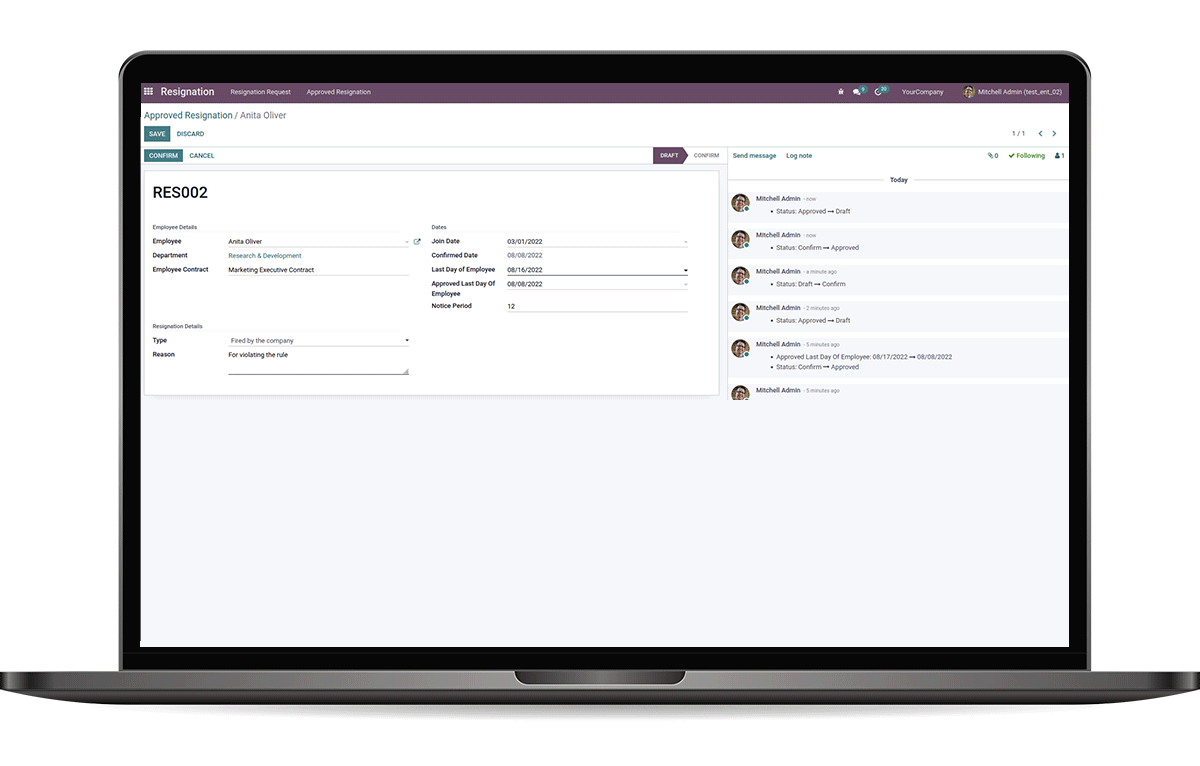 Resignation Resignation Request Approved Resignation 9 39 YourCompany Mitchell Admin (test_ent_02)
Approved Resignation / Anita Oliver
SAVE DISCARD 1 / 1
CONFIRM CANCEL DRAFT CONFIRM Send message Log note 0 Following 1
RES002
Employee Details
Employee Anita Oliver
Department Research & Development
Employee Contract Marketing Executive Contract
Dates
Join Date 03/01/2022
Confirmed Date 08/08/2022
Last Day of Employee 08/16/2022
Approved Last Day Of 08/08/2022
Employee
Notice Period 12
Resignation Details
Type Fired by the company
Reason For violating the rule
Today
Mitchell Admin - now
• Status: Approved → Draft
Mitchell Admin - now
• Status: Confirm → Approved
Mitchell Admin - a minute ago
• Status: Draft → Confirm
Mitchell Admin - 2 minutes ago
• Status: Approved → Draft
Mitchell Admin - 5 minutes ago
• Approved Last Day Of Employee: 08/17/2022 → 08/08/2022
• Status: Confirm → Approved
Mitchell Admin - 5 minutes ago